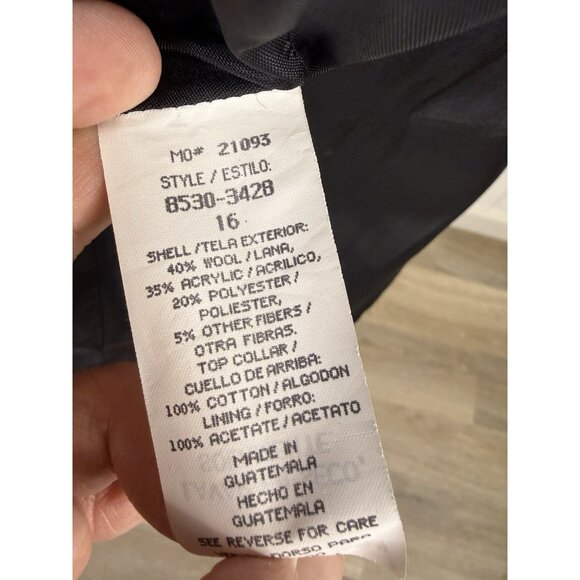 MO# 21093
STYLE / ESTILO:
8530-3428
16
SHELL / TELA EXTERIOR:
40% WOOL / LANA,
35% ACRYLIC / ACRILICO,
20% POLYESTER /
POLIESTER,
5% OTHER FIBERS /
OTRA FIBRAS.
TOP COLLAR /
CUELLO DE ARRIBA:
100% COTTON / ALGODON
LINING / FORRO:
100% ACETATE / ACETATO
MADE IN
GUATEMALA
HECHO EN
GUATEMALA
SEE REVERSE FOR CARE
DORSO PARA